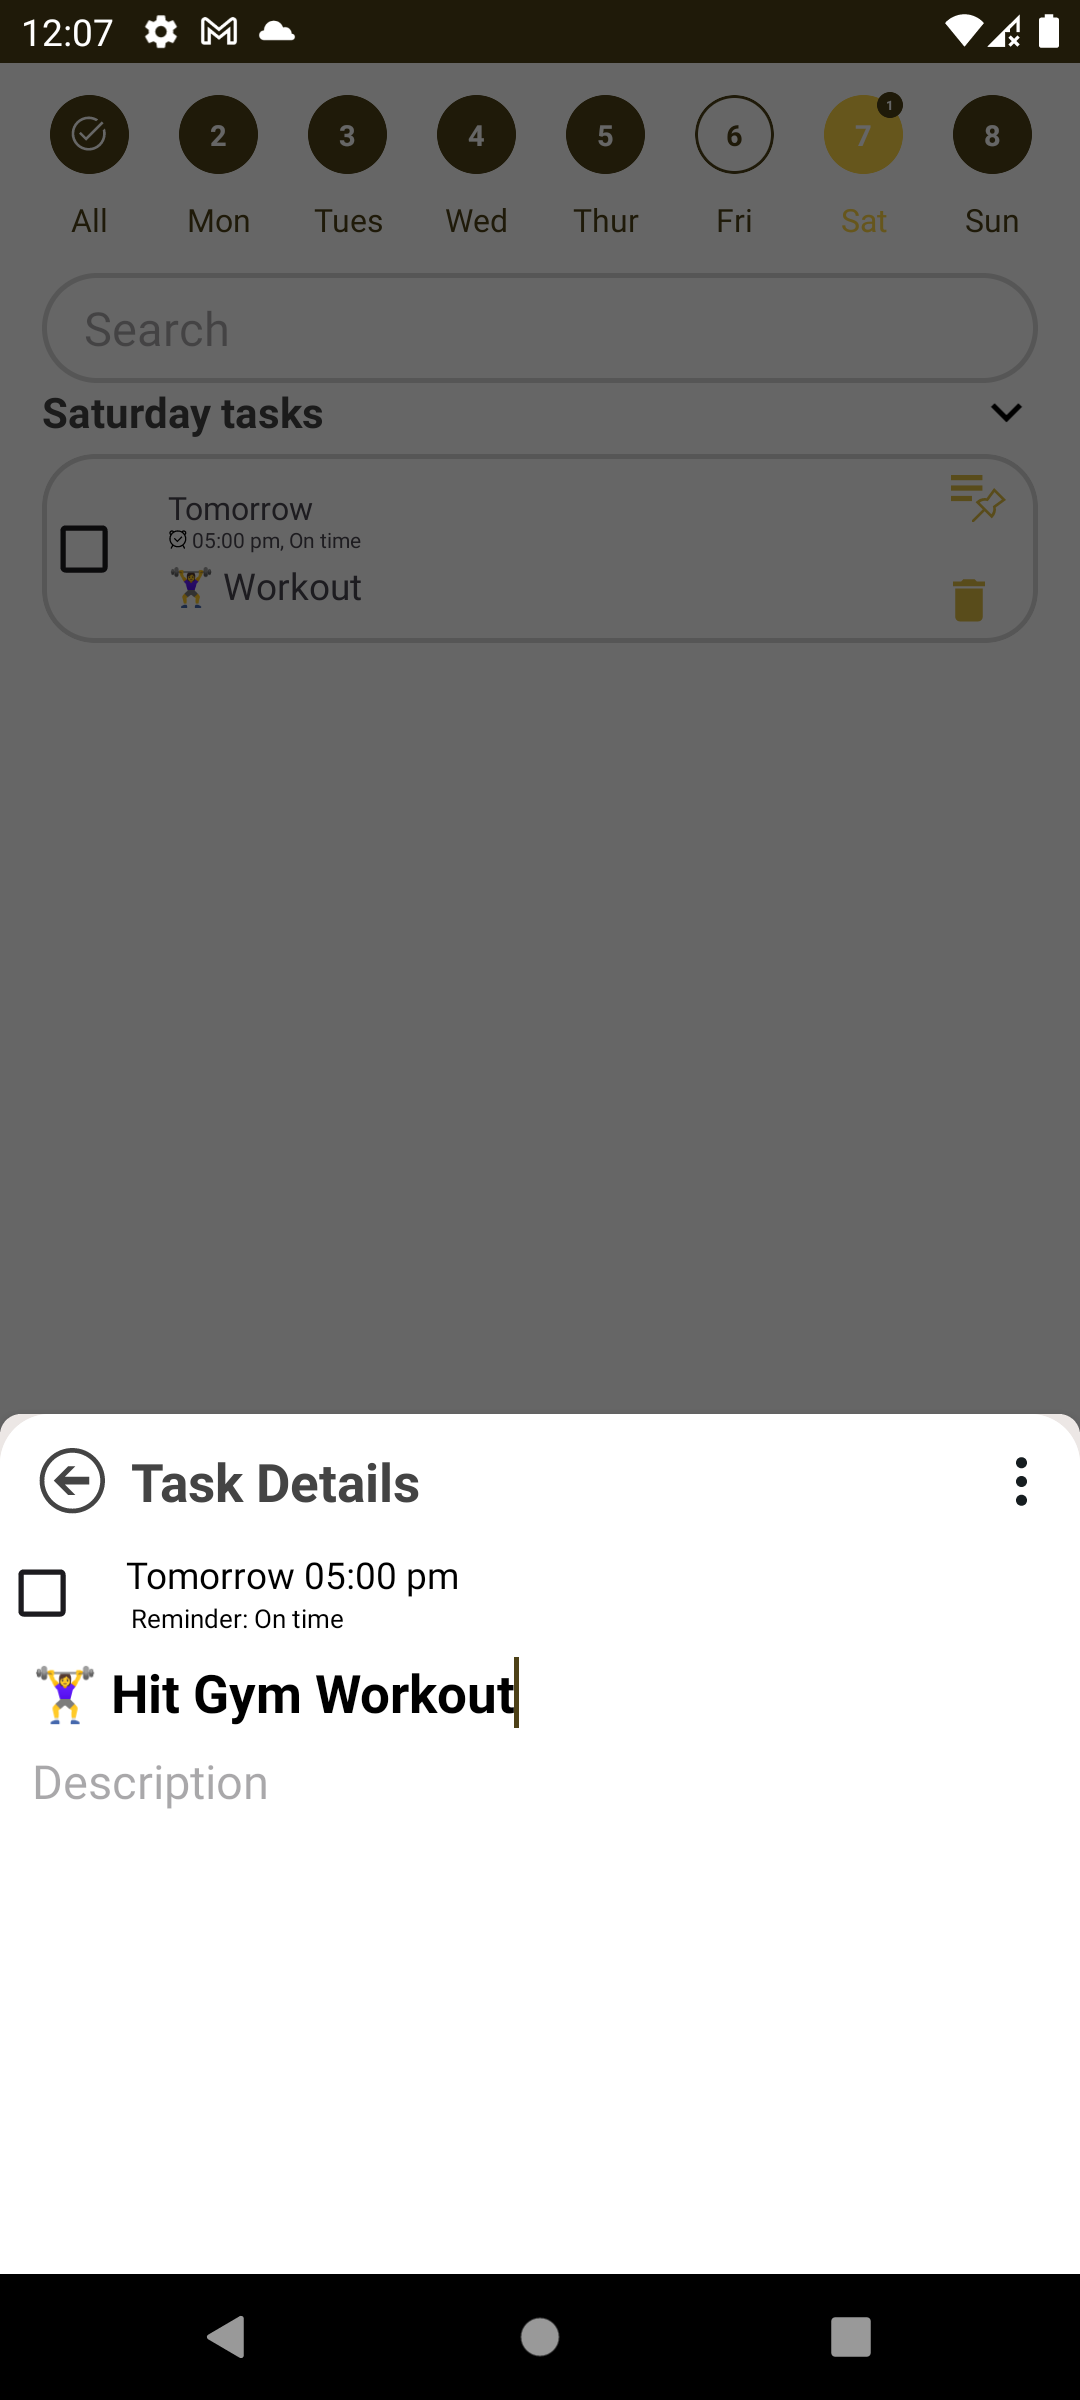 12:07
2 3 4 5 6 7 1 8
All Mon Tues Wed Thur Fri Sat Sun
Search
Saturday tasks
Tomorrow
05:00 pm, On time
🏋️‍♀️ Workout
Task Details
Tomorrow 05:00 pm
Reminder: On time
🏋️‍♀️ Hit Gym Workout
Description